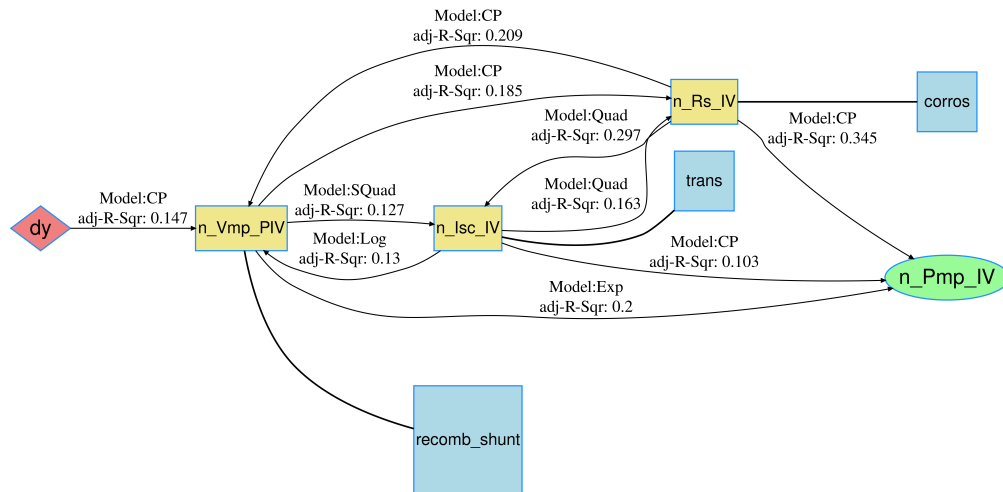 Model:CP
adj-R-Sqr: 0.209
Model:CP
adj-R-Sqr: 0.185
n_Rs_IV
corros
Model:Quad
adj-R-Sqr: 0.297
Model:CP
adj-R-Sqr: 0.345
trans
Model:Quad
adj-R-Sqr: 0.163
Model:CP
adj-R-Sqr: 0.147
Model:SQuad
adj-R-Sqr: 0.127
dy
n_Vmp_PIV
n_Isc_IV
Model:Log
adj-R-Sqr: 0.13
Model:CP
adj-R-Sqr: 0.103
n_Pmp_IV
Model:Exp
adj-R-Sqr: 0.2
recomb_shunt